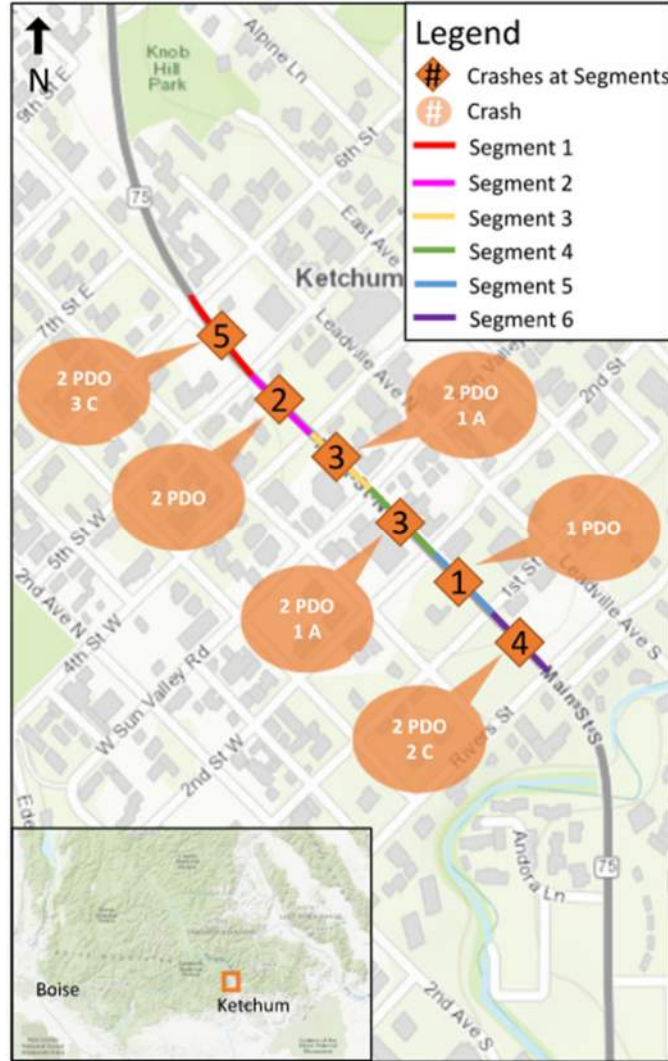 N
Legend
# Crashes at Segments
# Crash
Segment 1
Segment 2
Segment 3
Segment 4
Segment 5
Segment 6
Knob
Hill
Park
Alpine Ln
9th St E
6th St
75
East Ave
Ketchum
7th St E
Leadville Ave N
Valley
2nd St
5
2 PDO
3 C
2
2 PDO
1 A
2 PDO
3
5th St W
3
1 PDO
2nd Ave N
4th St W
2 PDO
1 A
1
1st St
Leadville Ave S
4
W Sun Valley Rd
2 PDO
2 C
Main St S
Rivers St
2nd St W
Andora Ln
75
Boise
Ketchum
2nd Ave S